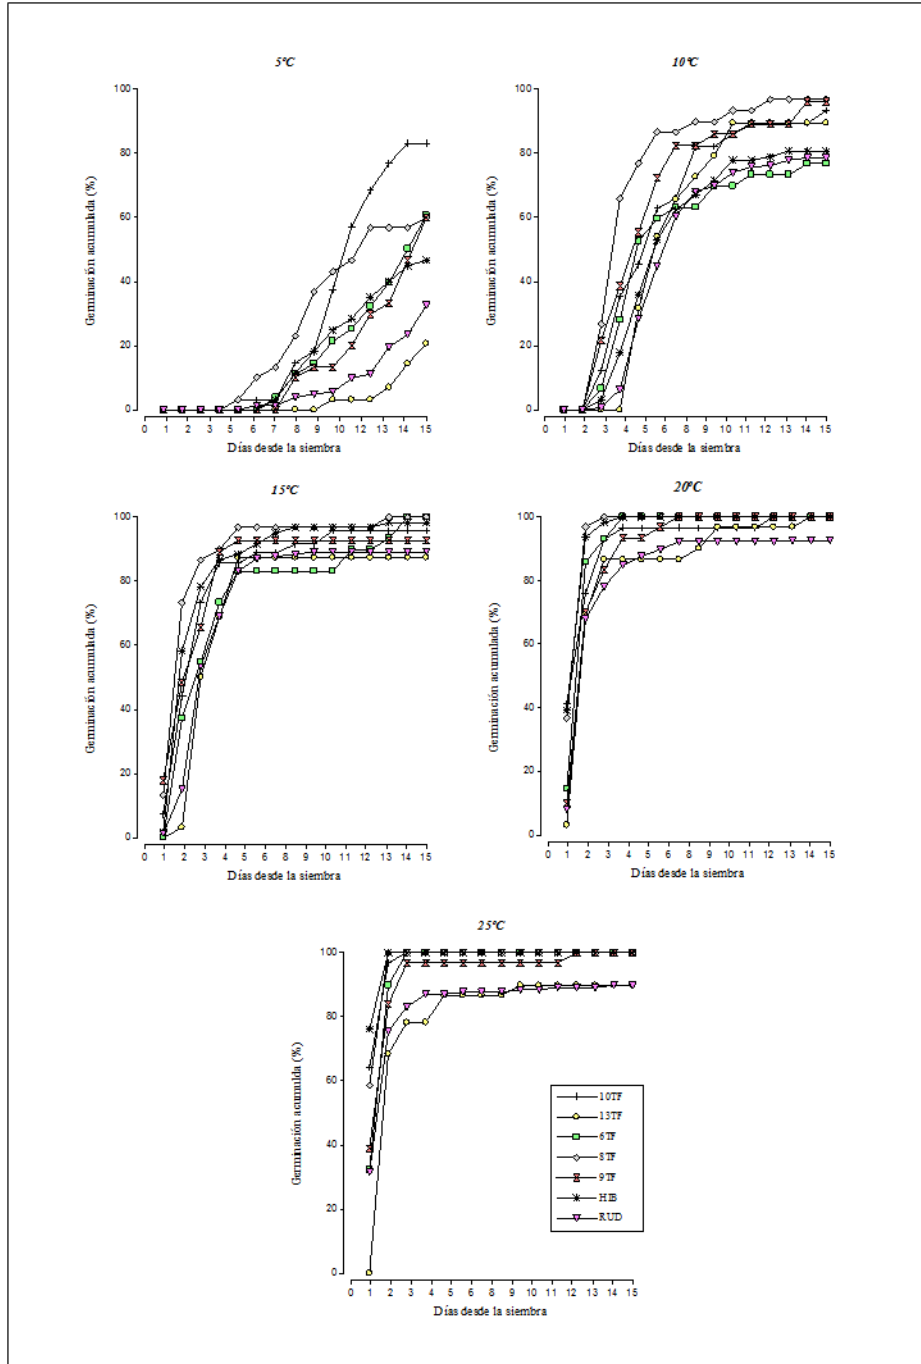 5°C
Germinación acumulada (%)
100
80
60
40
20
0
0 1 2 3 4 5 6 7 8 9 10 11 12 13 14 15
Días desde la siembra
10°C
Germinación acumulada (%)
100
80
60
40
20
0
0 1 2 3 4 5 6 7 8 9 10 11 12 13 14 15
Días desde la siembra
15°C
Germinación acumulada (%)
100
80
60
40
20
0
0 1 2 3 4 5 6 7 8 9 10 11 12 13 14 15
Días desde la siembra
20°C
Germinación acumulada (%)
100
80
60
40
20
0
0 1 2 3 4 5 6 7 8 9 10 11 12 13 14 15
Días desde la siembra
25°C
Germinación acumulda (%)
100
80
60
40
20
0
0 1 2 3 4 5 6 7 8 9 10 11 12 13 14 15
Días desde la siembra
10TF
13TF
6TF
8TF
9TF
HIB
RUD